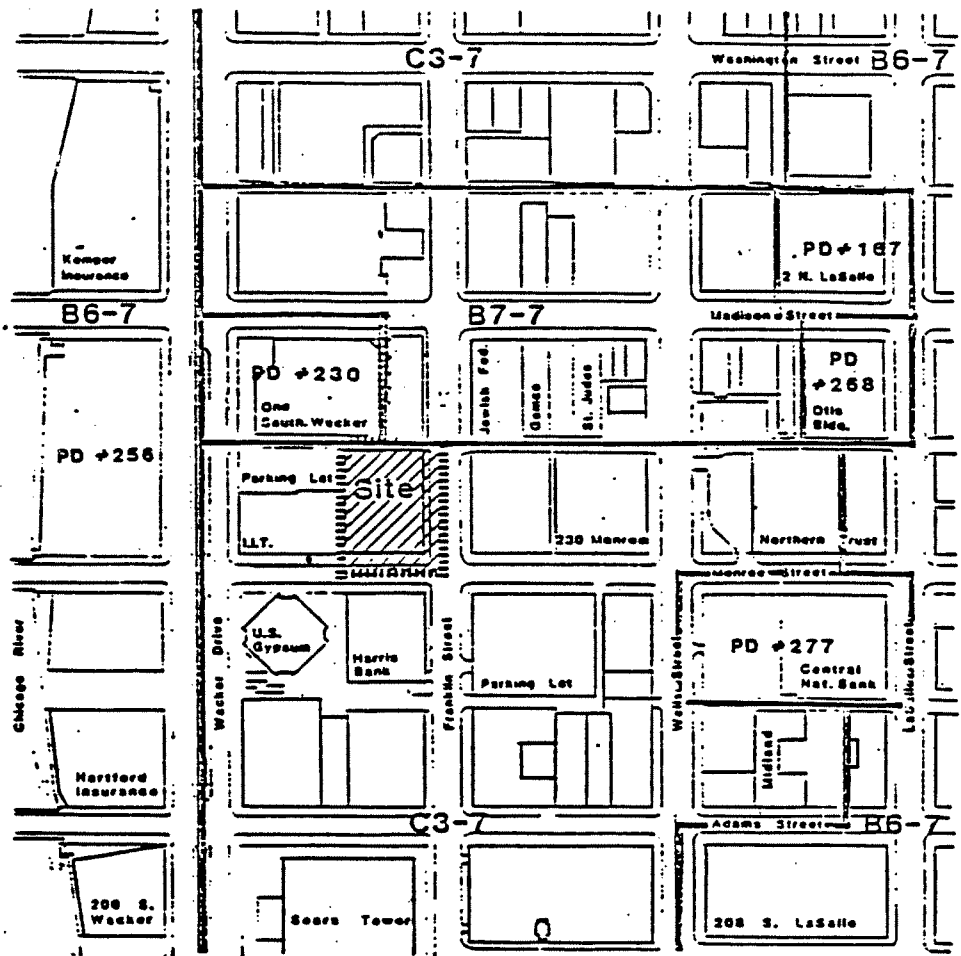 C3-7
Washington Street
B6-7
Kemper
Insurance
PD #167
2 N. LaSalle
B6-7
B7-7
Madison Street
PD #230
One
South Wacker
Jewish Fed.
Games
St. Judes
PD
#268
Otis
Bldg.
PD #256
Parking Lot
Site
I.T.T.
230 Monroe
Northern Trust
Monroe Street
Chicago River
Wacker Drive
U.S.
Gypsum
Harris
Bank
Franklin Street
Parking Lot
Wells Street
PD #277
Central
Nat. Bank
LaSalle Street
Hartford
Insurance
Midland
C3-7
Adams Street
B6-7
200 S.
Wacker
Sears Tower
208 S. LaSalle